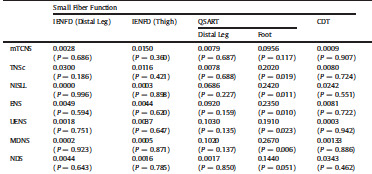 Small Fiber Function
IENFD (Distal Leg) IENFD (Thigh) QSART CDT
Distal Leg Foot
mTCNS 0.0028 0.0150 0.0079 0.0956 0.0009
(P = 0.686) (P = 0.360) (P = 0.687) (P = 0.117) (P = 0.907)
TNSc 0.0300 0.0116 0.0078 0.2020 0.0080
(P = 0.186) (P = 0.421) (P = 0.688) (P = 0.019) (P = 0.724)
NISLL 0.0000 0.0003 0.0686 0.2420 0.0242
(P = 0.996) (P = 0.898) (P = 0.227) (P = 0.011) (P = 0.551)
ENS 0.0049 0.0044 0.0920 0.2350 0.0081
(P = 0.594) (P = 0.620) (P = 0.159) (P = 0.010) (P = 0.722)
UENS 0.0018 0.0037 0.1030 0.1910 0.0003
(P = 0.751) (P = 0.647) (P = 0.135) (P = 0.023) (P = 0.942)
MDNS 0.0002 0.0005 0.1020 0.2670 0.00133
(P = 0.923) (P = 0.871) (P = 0.137) (P = 0.006) (P = 0.886)
NDS 0.0044 0.0016 0.0017 0.1440 0.0343
(P = 0.643) (P = 0.785) (P = 0.850) (P = 0.051) (P = 0.462)